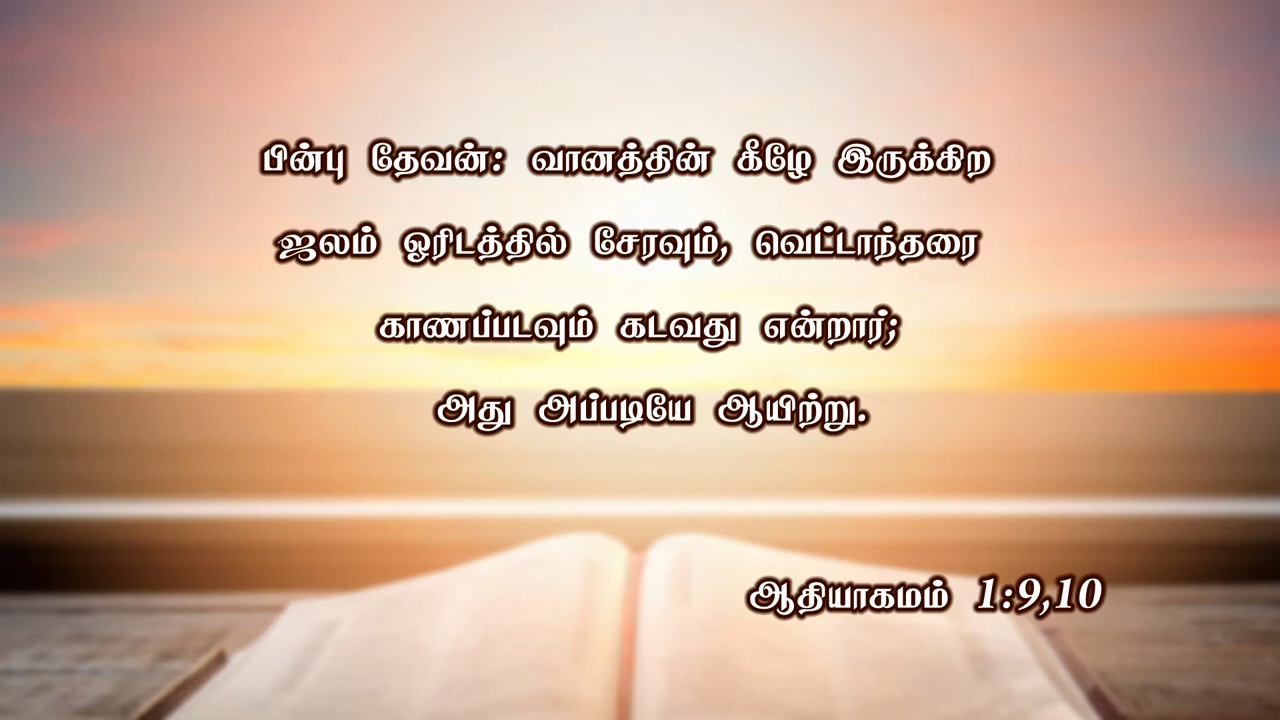 பின்பு தேவன்: வானத்தின் கீழே இருக்கிற
ஜலம் ஓரிடத்தில் சேரவும், வெட்டாந்தரை
காணப்படவும் கடவது என்றார்;
அது அப்படியே ஆயிற்று.
ஆதியாகமம் 1:9,10